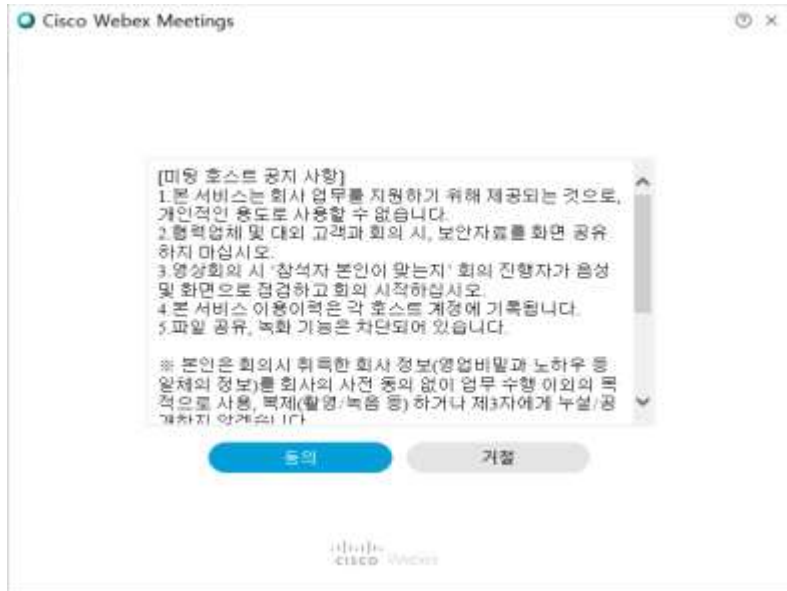 Cisco Webex Meetings
[미팅 호스트 공지 사항]
1.본 서비스는 회사 업무를 지원하기 위해 제공되는 것으로,
개인적인 용도로 사용할 수 없습니다.
2.협력업체 및 대외 고객과 회의 시, 보안자료를 화면 공유
하지 마십시오.
3.영상회의 시 '참석자 본인이 맞는지' 회의 진행자가 음성
및 화면으로 점검하고 회의 시작하십시오.
4.본 서비스 이용이력은 각 호스트 계정에 기록됩니다.
5.파일 공유, 녹화 기능은 차단되어 있습니다.
※ 본인은 회의시 취득한 회사 정보(영업비밀과 노하우 등
일체의 정보)를 회사의 사전 동의 없이 업무 수행 이외의 목
적으로 사용, 복제(촬영/녹음 등) 하거나 제3자에게 누설/공
개하지 않겠습니다
동의
거절
CISCO Webex